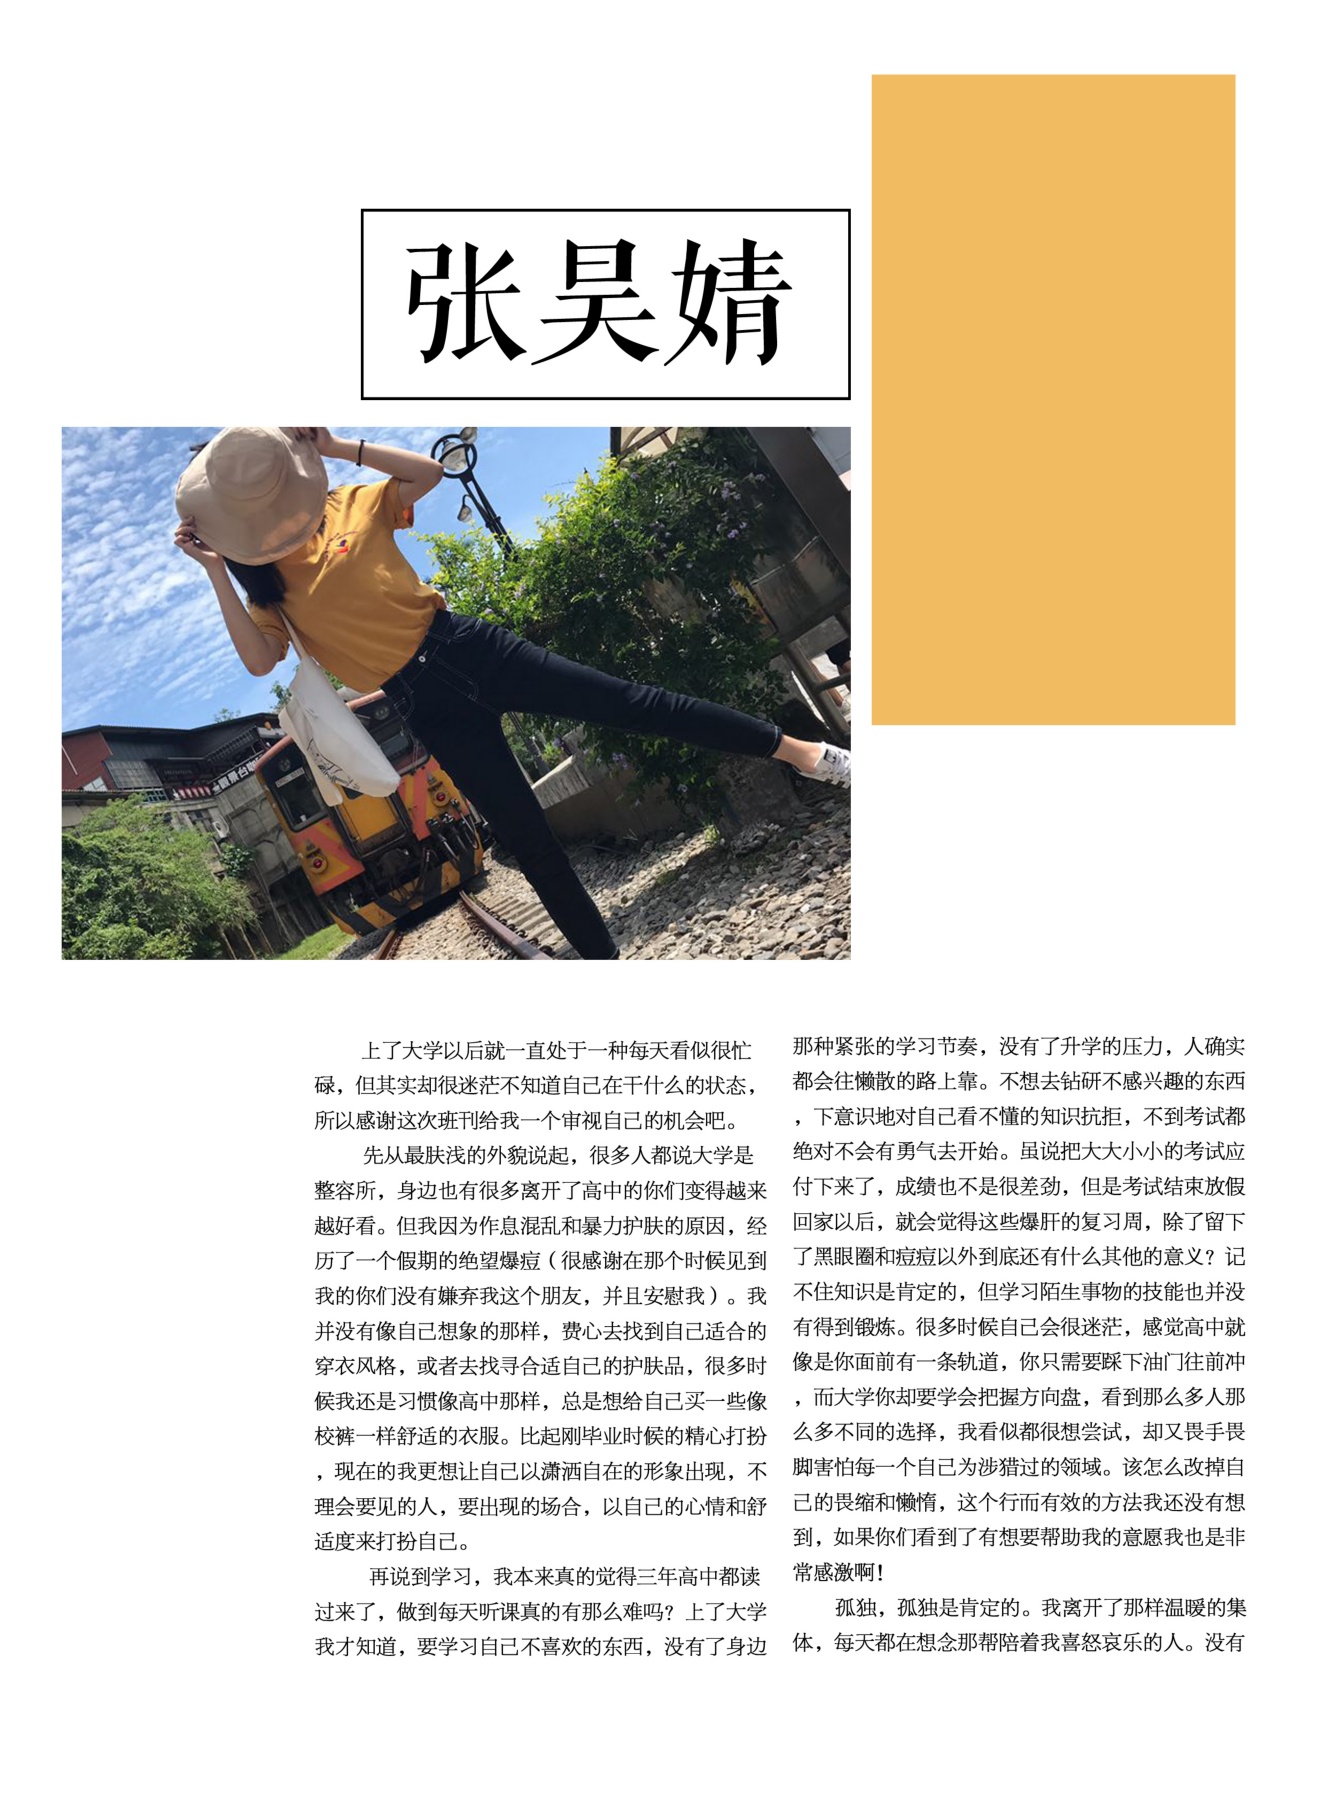 张昊婧
观景台
上了大学以后就一直处于一种每天看似很忙
碌，但其实却很迷茫不知道自己在干什么的状态，
所以感谢这次班刊给我一个审视自己的机会吧。
先从最肤浅的外貌说起，很多人都说大学是
整容所，身边也有很多离开了高中的你们变得越来
越好看。但我因为作息混乱和暴力护肤的原因，经
历了一个假期的绝望爆痘（很感谢在那个时候见到
我的你们没有嫌弃我这个朋友，并且安慰我）。我
并没有像自己想象的那样，费心去找到自己适合的
穿衣风格，或者去找寻合适自己的护肤品，很多时
候我还是习惯像高中那样，总是想给自己买一些像
校裤一样舒适的衣服。比起刚毕业时候的精心打扮
，现在的我更想让自己以潇洒自在的形象出现，不
理会要见的人，要出现的场合，以自己的心情和舒
适度来打扮自己。
再说到学习，我本来真的觉得三年高中都读
过来了，做到每天听课真的有那么难吗？上了大学
我才知道，要学习自己不喜欢的东西，没有了身边
那种紧张的学习节奏，没有了升学的压力，人确实
都会往懒散的路上靠。不想去钻研不感兴趣的东西
，下意识地对自己看不懂的知识抗拒，不到考试都
绝对不会有勇气去开始。虽说把大大小小的考试应
付下来了，成绩也不是很差劲，但是考试结束放假
回家以后，就会觉得这些爆肝的复习周，除了留下
了黑眼圈和痘痘以外到底还有什么其他的意义？记
不住知识是肯定的，但学习陌生事物的技能也并没
有得到锻炼。很多时候自己会很迷茫，感觉高中就
像是你面前有一条轨道，你只需要踩下油门往前冲
，而大学你却要学会把握方向盘，看到那么多人那
么多不同的选择，我看似都很想尝试，却又畏手畏
脚害怕每一个自己为涉猎过的领域。该怎么改掉自
己的畏缩和懒惰，这个行而有效的方法我还没有想
到，如果你们看到了有想要帮助我的意愿我也是非
常感激啊！
孤独，孤独是肯定的。我离开了那样温暖的集
体，每天都在想念那帮陪着我喜怒哀乐的人。没有